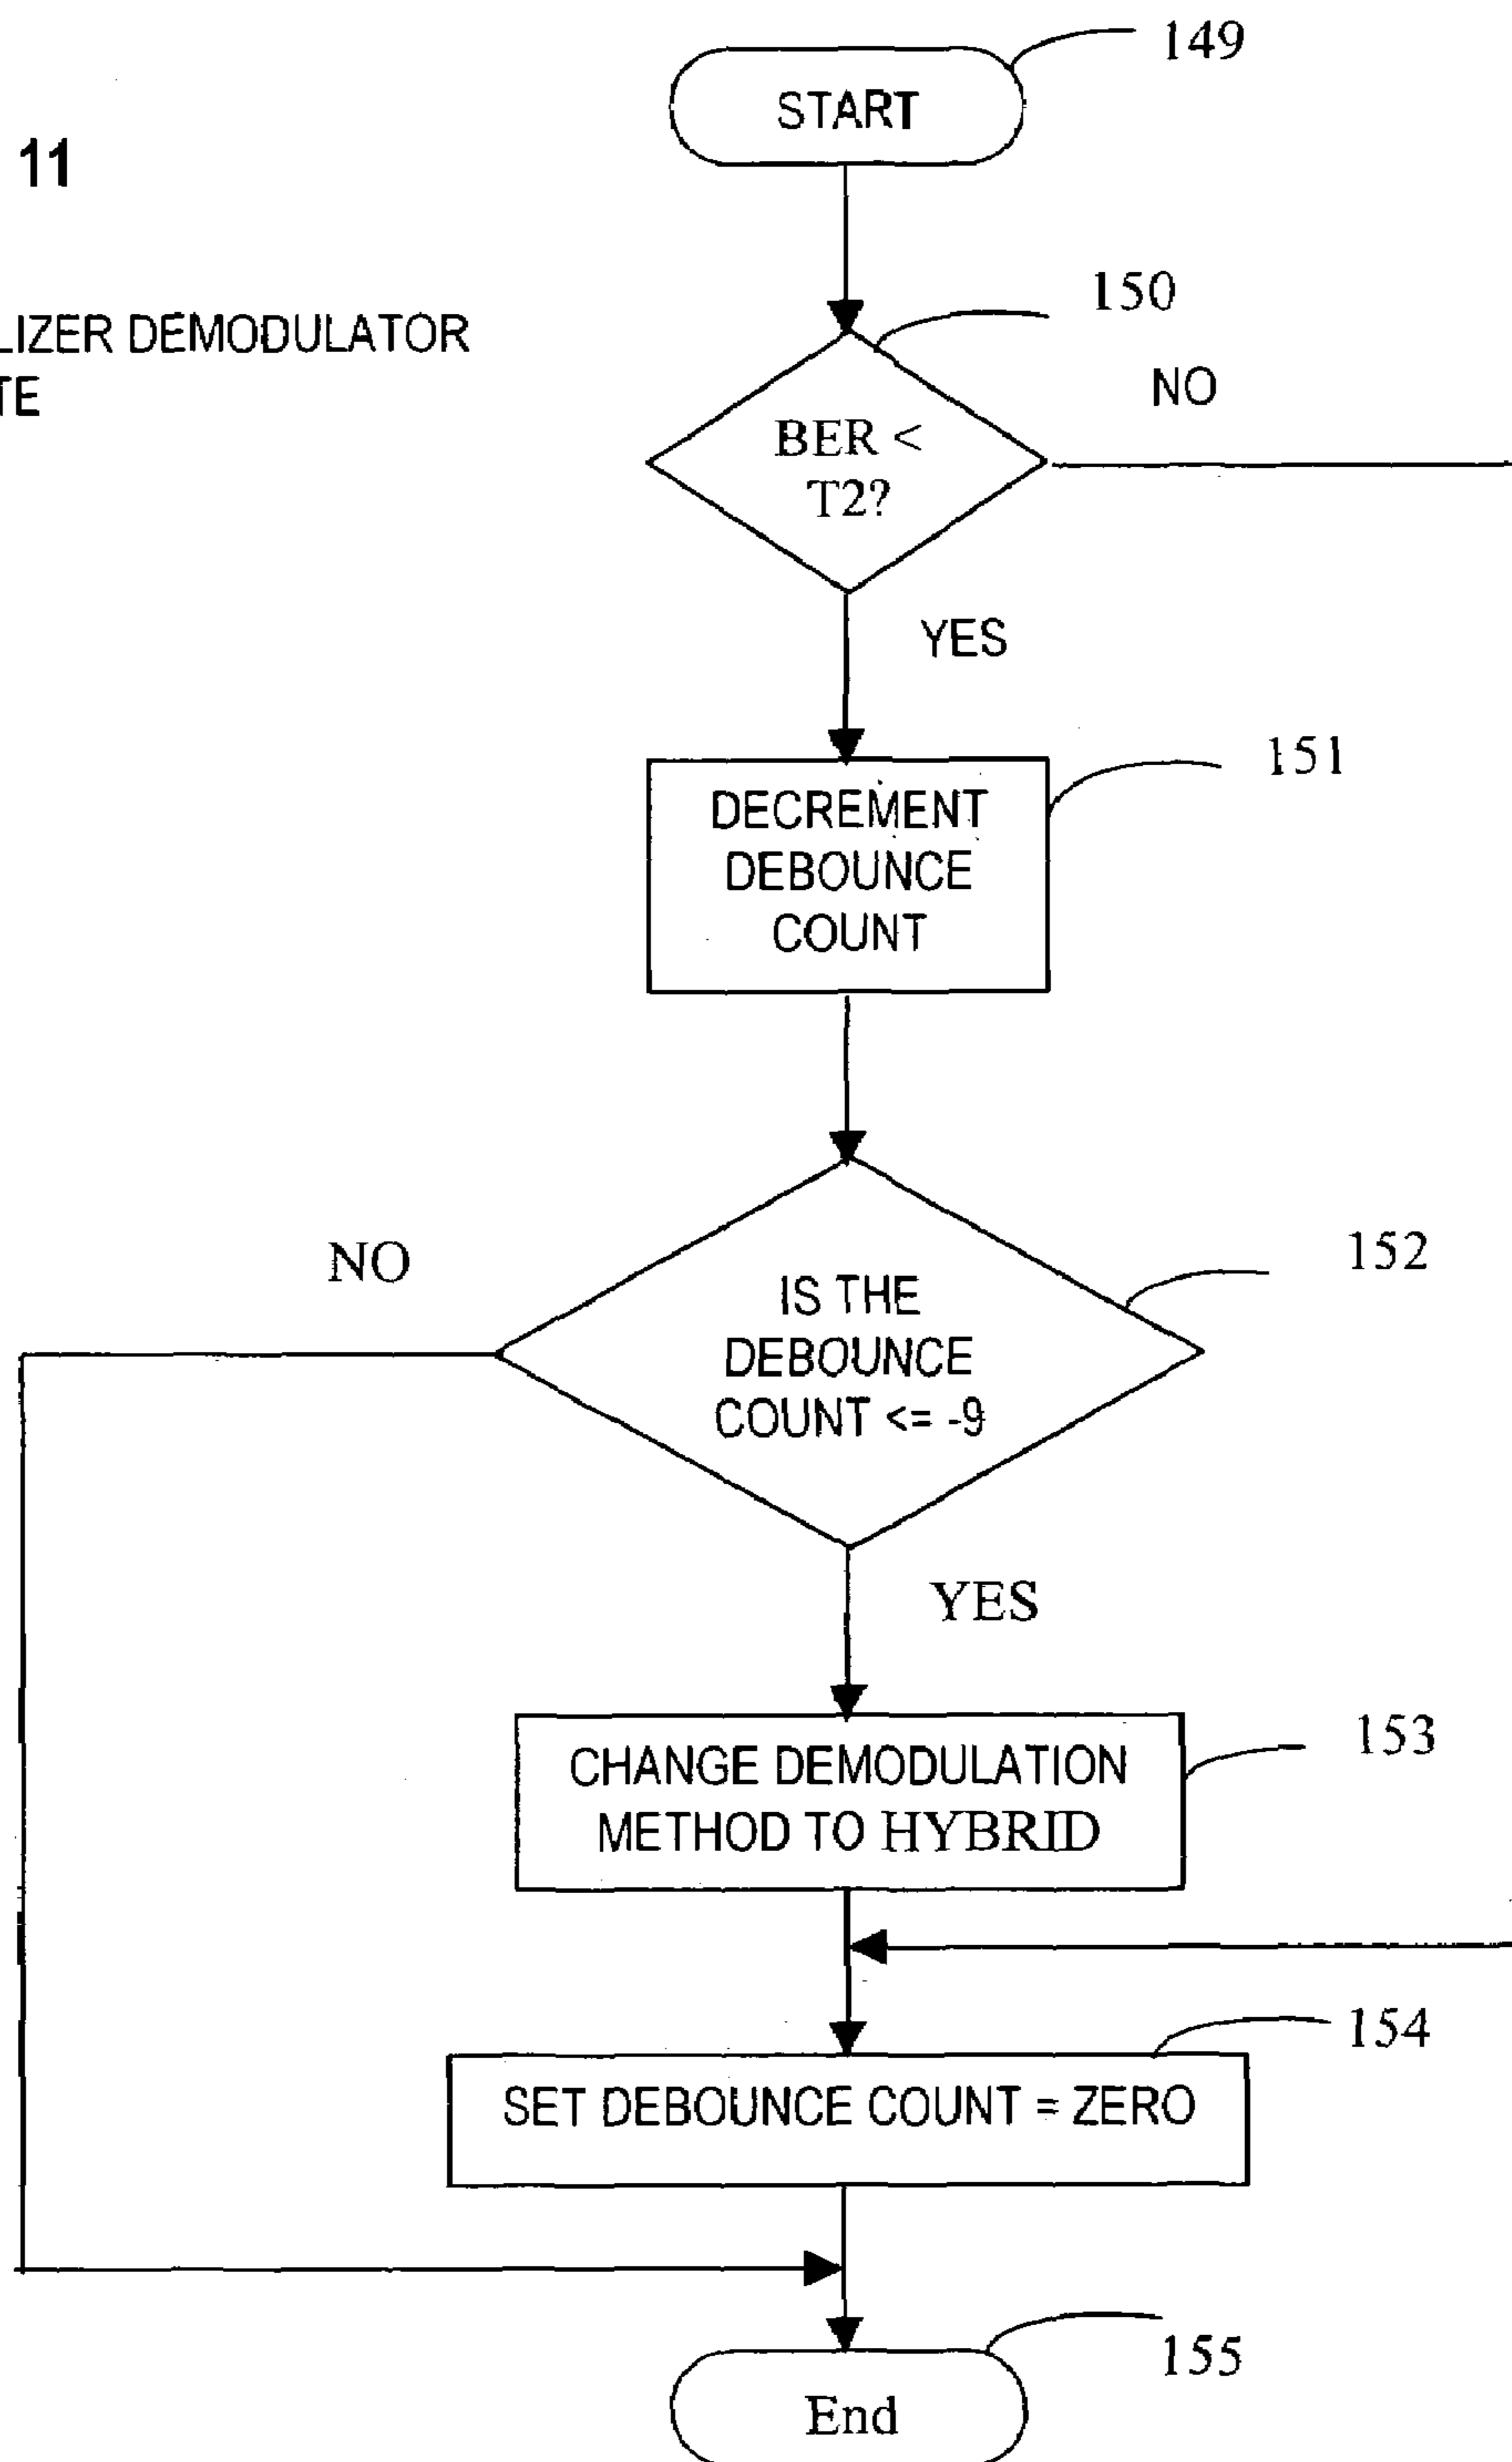 149
START
11
150
LIZER DEMODULATOR
TE
NO
BER <
T2?
YES
151
DECREMENT
DEBOUNCE
COUNT
152
NO
IS THE
DEBOUNCE
COUNT <= -9
YES
153
CHANGE DEMODULATION
METHOD TO HYBRID
154
SET DEBOUNCE COUNT = ZERO
155
End